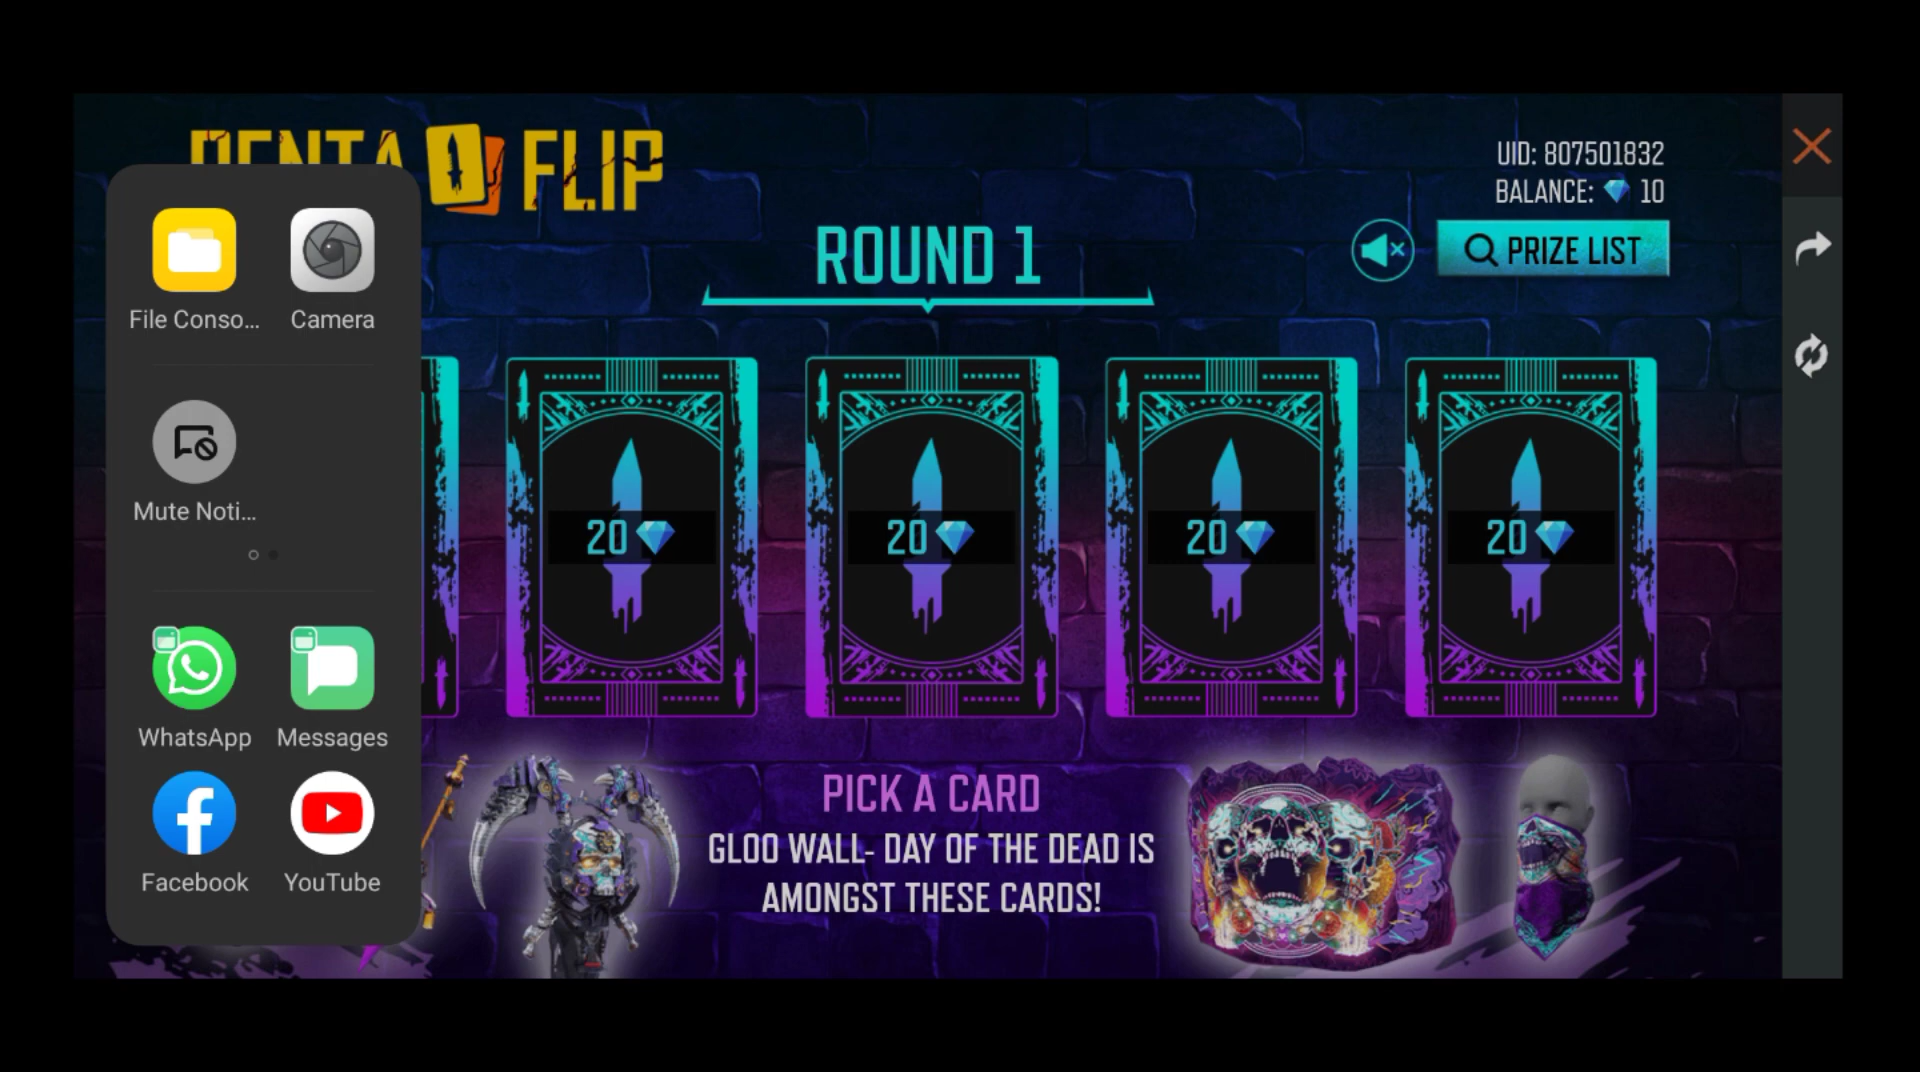 PENTA FLIP
UID: 807501832
BALANCE: 10
ROUND 1
PRIZE LIST
File Conso...
Camera
Mute Noti...
WhatsApp
Messages
Facebook
YouTube
20
20
20
20
PICK A CARD
GLOO WALL- DAY OF THE DEAD IS
AMONGST THESE CARDS!